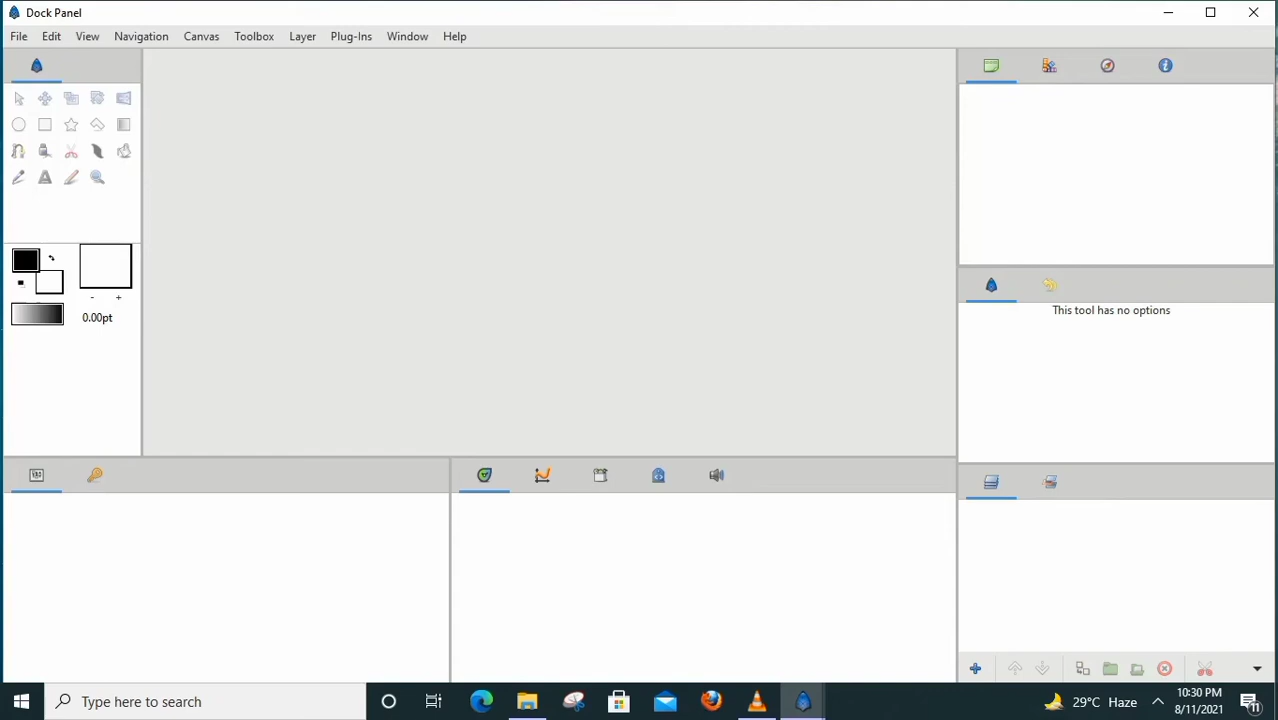 Dock Panel
File Edit View Navigation Canvas Toolbox Layer Plug-Ins Window Help
This tool has no options
- +
0.00pt
Type here to search
29°C Haze
10:30 PM
8/11/2021
11